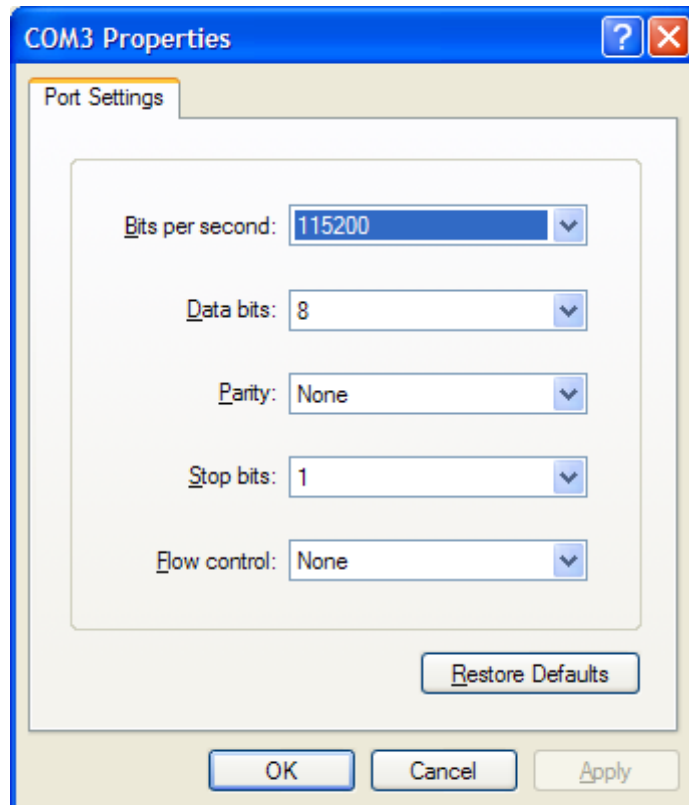 COM3 Properties
Port Settings
Bits per second: 115200
Data bits: 8
Parity: None
Stop bits: 1
Flow control: None
Restore Defaults
OK Cancel Apply